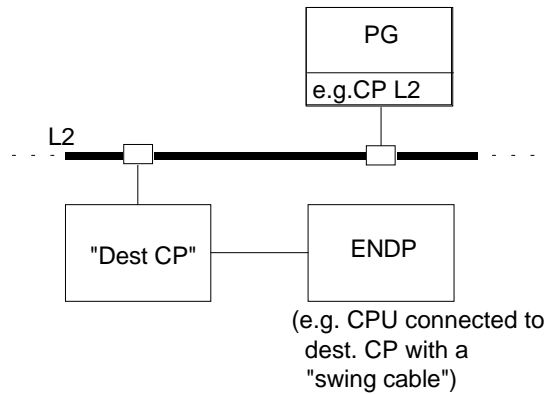 PG
e.g.CP L2
L2
"Dest CP"
ENDP
(e.g. CPU connected to
dest. CP with a
"swing cable")